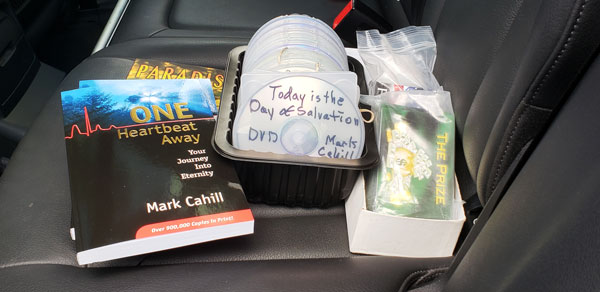 PARADIS
ONE
Heartbeat
Away
Your
Journey
Into
Eternity
Mark Cahill
Over 900,000 Copies in Print!
Today is the
Day of Salvation
DVD
Mark
Cahill
THE PRIZE